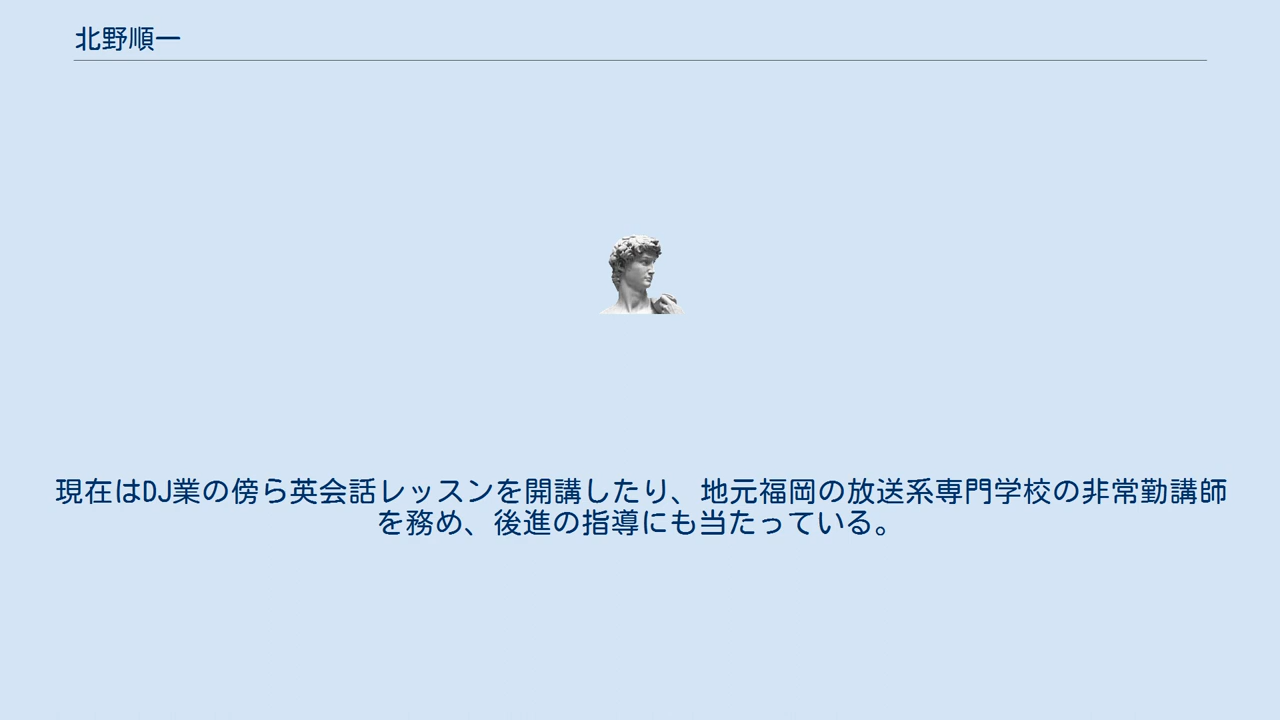 北野順一
現在はDJ業の傍ら英会話レッスンを開講したり、地元福岡の放送系専門学校の非常勤講師
を務め、後進の指導にも当たっている。